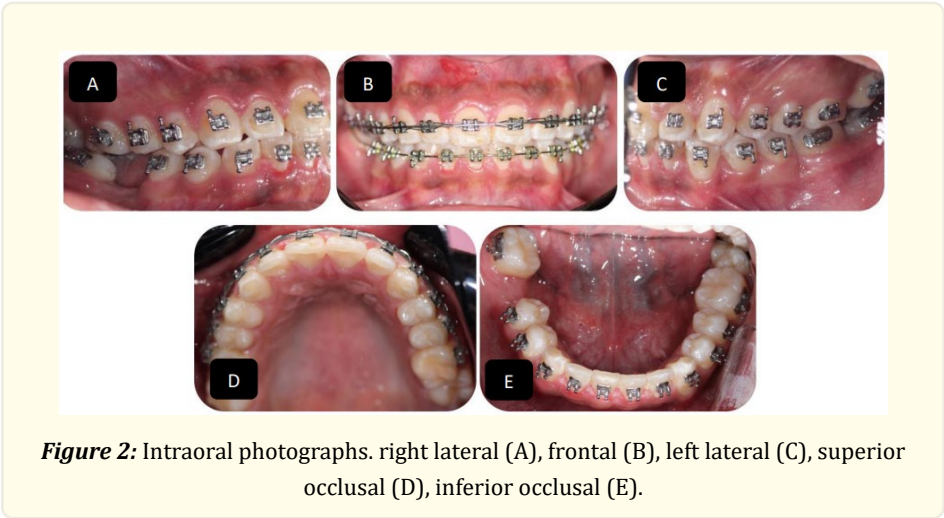 A
B
C
D
E
Figure 2: Intraoral photographs. right lateral (A), frontal (B), left lateral (C), superior
occlusal (D), inferior occlusal (E).